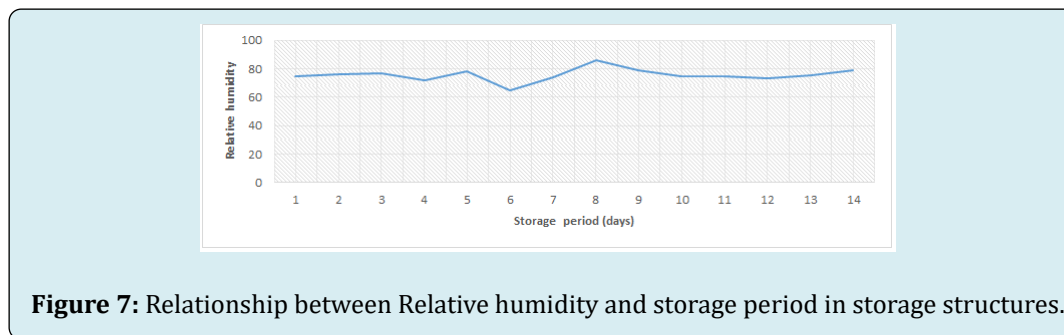 100
80
60
40
20
0
Relative humidity
1 2 3 4 5 6 7 8 9 10 11 12 13 14
Storage period (days)
Figure 7: Relationship between Relative humidity and storage period in storage structures.